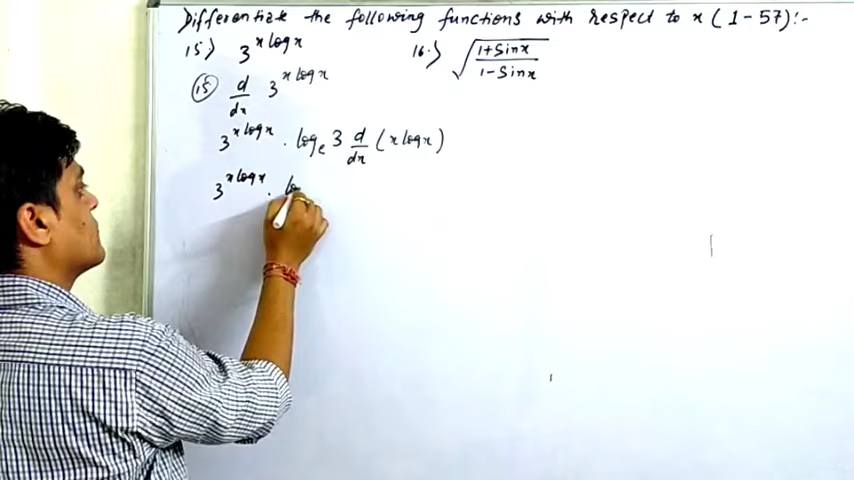 Differentiate the following functions with respect to x (1-57):-
15) 3^{x log x} 16.) √((1+Sinx)/(1-Sinx))
(15) d/dx 3^{x log x}
3^{x log x} . log_e 3 d/dx (x log x)
3^{x log x} . lo